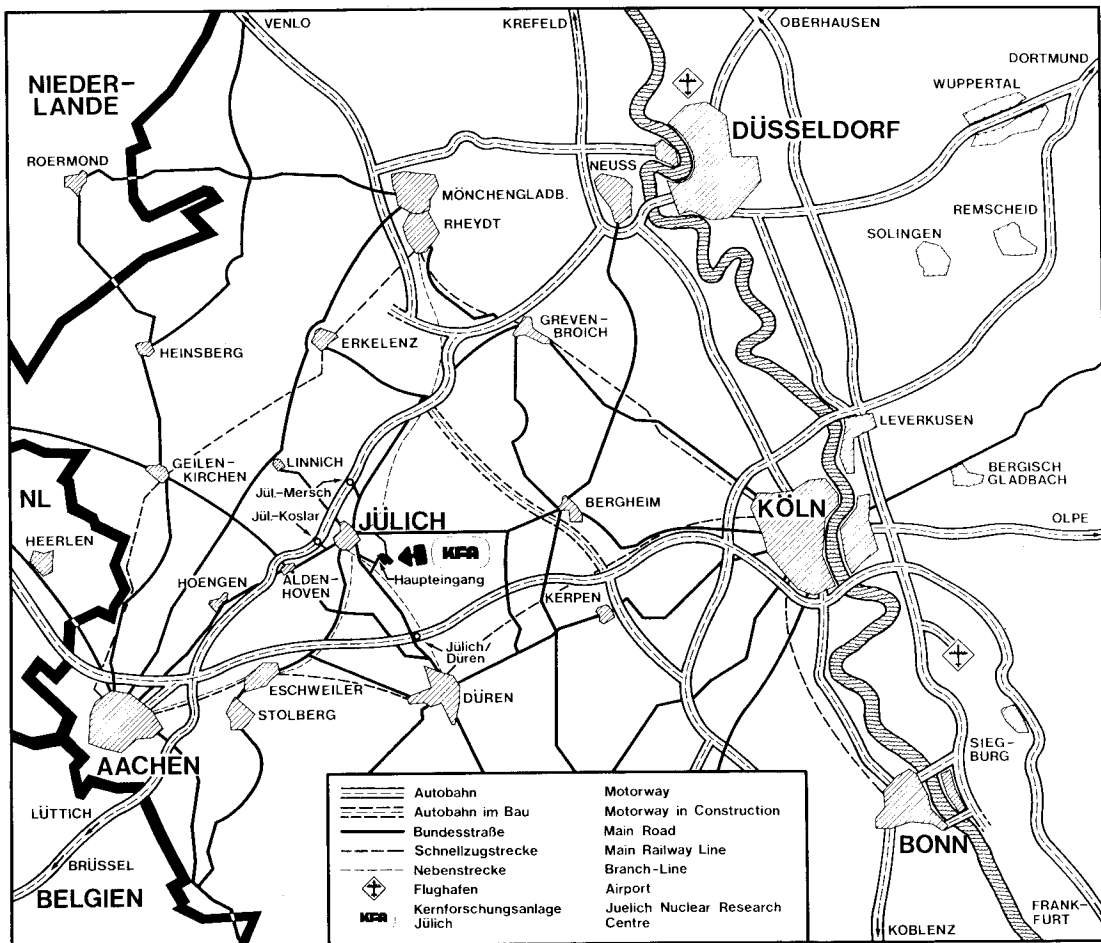 VENLO
KREFELD
OBERHAUSEN
DORTMUND
WUPPERTAL
NIEDER-
LANDE
DÜSSELDORF
ROERMOND
NEUSS
MÖNCHENGLADB.
RHEYDT
REMSCHEID
SOLINGEN
GREVEN-
BROICH
ERKELENZ
HEINSBERG
LEVERKUSEN
GEILEN-
KIRCHEN
LINNICH
BERGISCH
GLADBACH
NL
Jül.-Mersch
BERGHEIM
KÖLN
Jül.-Koslar
JÜLICH
OLPE
HEERLEN
KFA
Haupteingang
HOENGEN
ALDEN-
HOVEN
KERPEN
Jülich/
Düren
ESCHWEILER
DÜREN
STOLBERG
SIEG-
BURG
AACHEN
LÜTTICH
BONN
BRÜSSEL
BELGIEN
FRANK-
FURT
KOBLENZ
Autobahn Motorway
Autobahn im Bau Motorway in Construction
Bundesstraße Main Road
Schnellzugstrecke Main Railway Line
Nebenstrecke Branch-Line
Flughafen Airport
KFA Kernforschungsanlage Juelich Nuclear Research
Jülich Centre